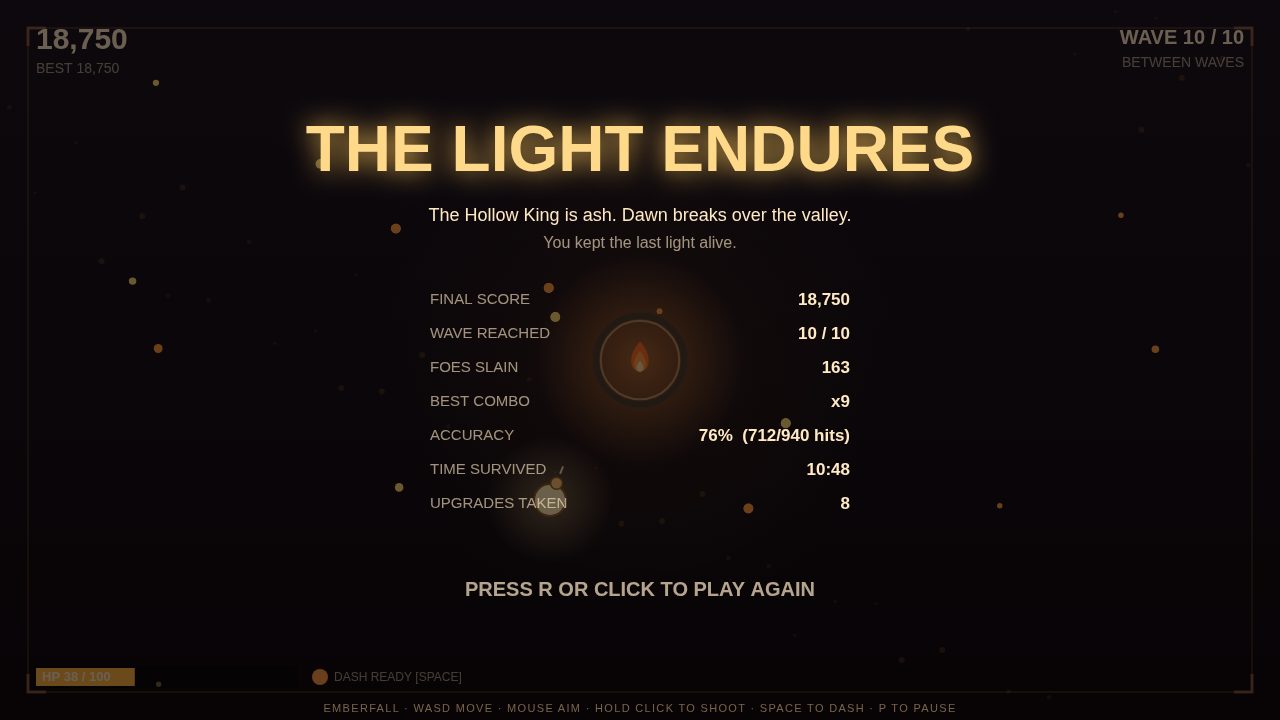 18,750
BEST 18,750
WAVE 10 / 10
BETWEEN WAVES
THE LIGHT ENDURES
The Hollow King is ash. Dawn breaks over the valley.
You kept the last light alive.
FINAL SCORE 18,750
WAVE REACHED 10 / 10
FOES SLAIN 163
BEST COMBO x9
ACCURACY 76% (712/940 hits)
TIME SURVIVED 10:48
UPGRADES TAKEN 8
PRESS R OR CLICK TO PLAY AGAIN
HP 38 / 100
DASH READY [SPACE]
EMBERFALL · WASD MOVE · MOUSE AIM · HOLD CLICK TO SHOOT · SPACE TO DASH · P TO PAUSE